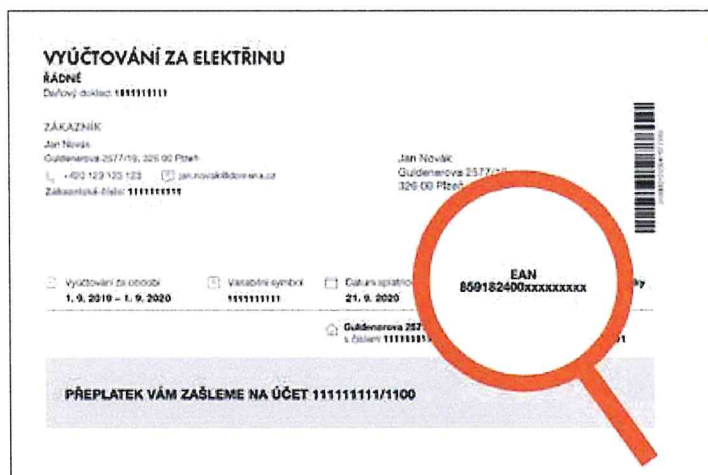 VYÚČTOVÁNÍ ZA ELEKTŘINU
ŘÁDNÉ
Daňový doklad: 1111111111
ZÁKAZNÍK
Jan Novák
Guldenerova 2577/19, 326 00 Plzeň
+420 123 123 123 jan.novak@domena.cz
Zákaznické číslo: 1111111111
Jan Novák
Guldenerova 2577/19
326 00 Plzeň
EAN
859182400xxxxxxxxx
Vyúčtování za období Variabilní symbol Datum splatnosti
1. 9. 2019 – 1. 9. 2020 1111111111 21. 9. 2020
Guldenerova 257
s číslem
PŘEPLATEK VÁM ZAŠLEME NA ÚČET 111111111/1100